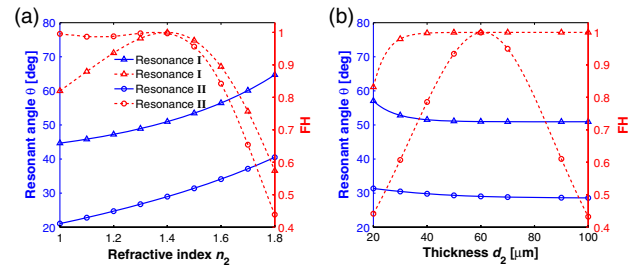 (a)
80
70
60
50
40
30
20
Resonant angle θ [deg]
Resonance I
Resonance I
Resonance II
Resonance II
1
0.9
0.8
0.7
0.6
0.5
0.4
FH
1 1.2 1.4 1.6 1.8
Refractive index n2
(b)
80
70
60
50
40
30
20
Resonant angle θ [deg]
1
0.9
0.8
0.7
0.6
0.5
0.4
FH
20 40 60 80 100
Thickness d2 [μm]